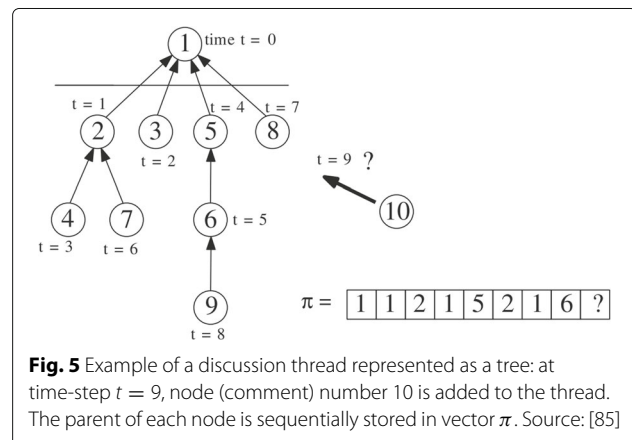 1 time t = 0
t = 1
t = 4
t = 7
2 3 5 8
t = 2
t = 9 ?
10
4 7 6 t = 5
t = 3
t = 6
9
t = 8
π = 1 1 2 1 5 2 1 6 ?
Fig. 5 Example of a discussion thread represented as a tree: at
time-step t = 9, node (comment) number 10 is added to the thread.
The parent of each node is sequentially stored in vector π. Source: [85]